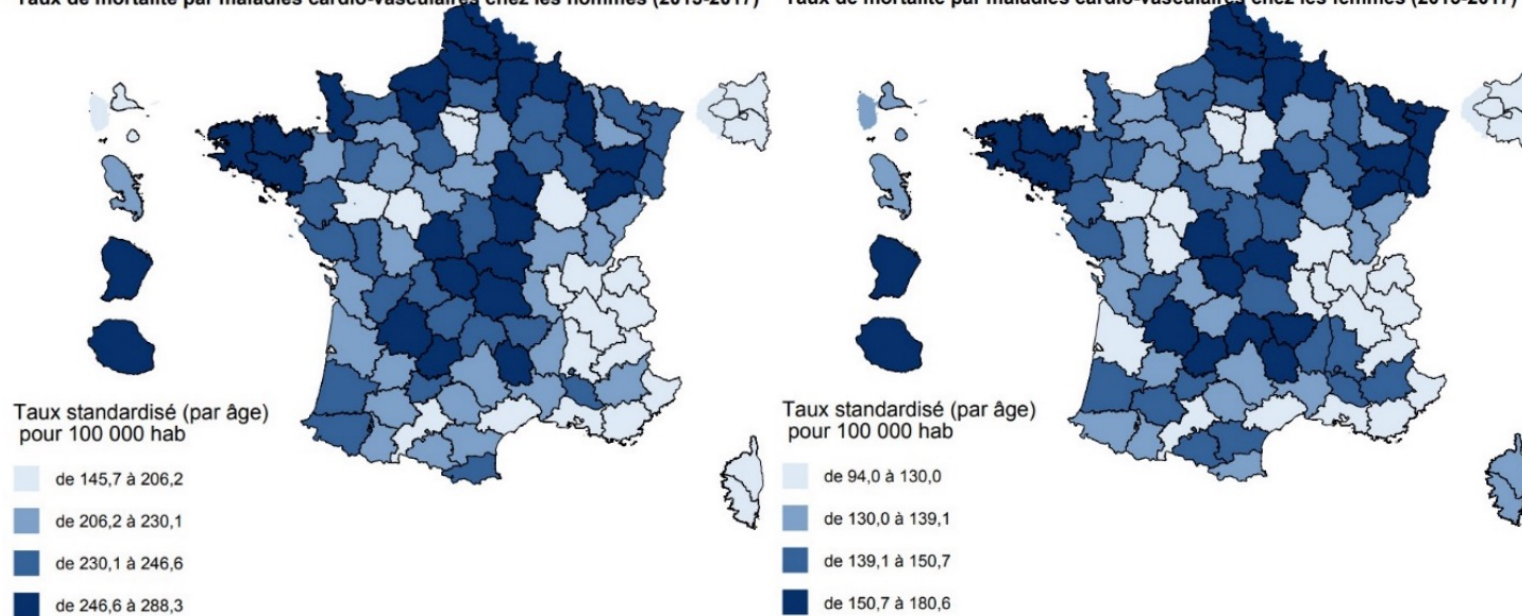 Taux de mortalité par maladies cardio-vasculaires chez les hommes (2015-2017)
Taux de mortalité par maladies cardio-vasculaires chez les femmes (2015-2017)
Taux standardisé (par âge)
pour 100 000 hab
de 145,7 à 206,2
de 206,2 à 230,1
de 230,1 à 246,6
de 246,6 à 288,3
Taux standardisé (par âge)
pour 100 000 hab
de 94,0 à 130,0
de 130,0 à 139,1
de 139,1 à 150,7
de 150,7 à 180,6